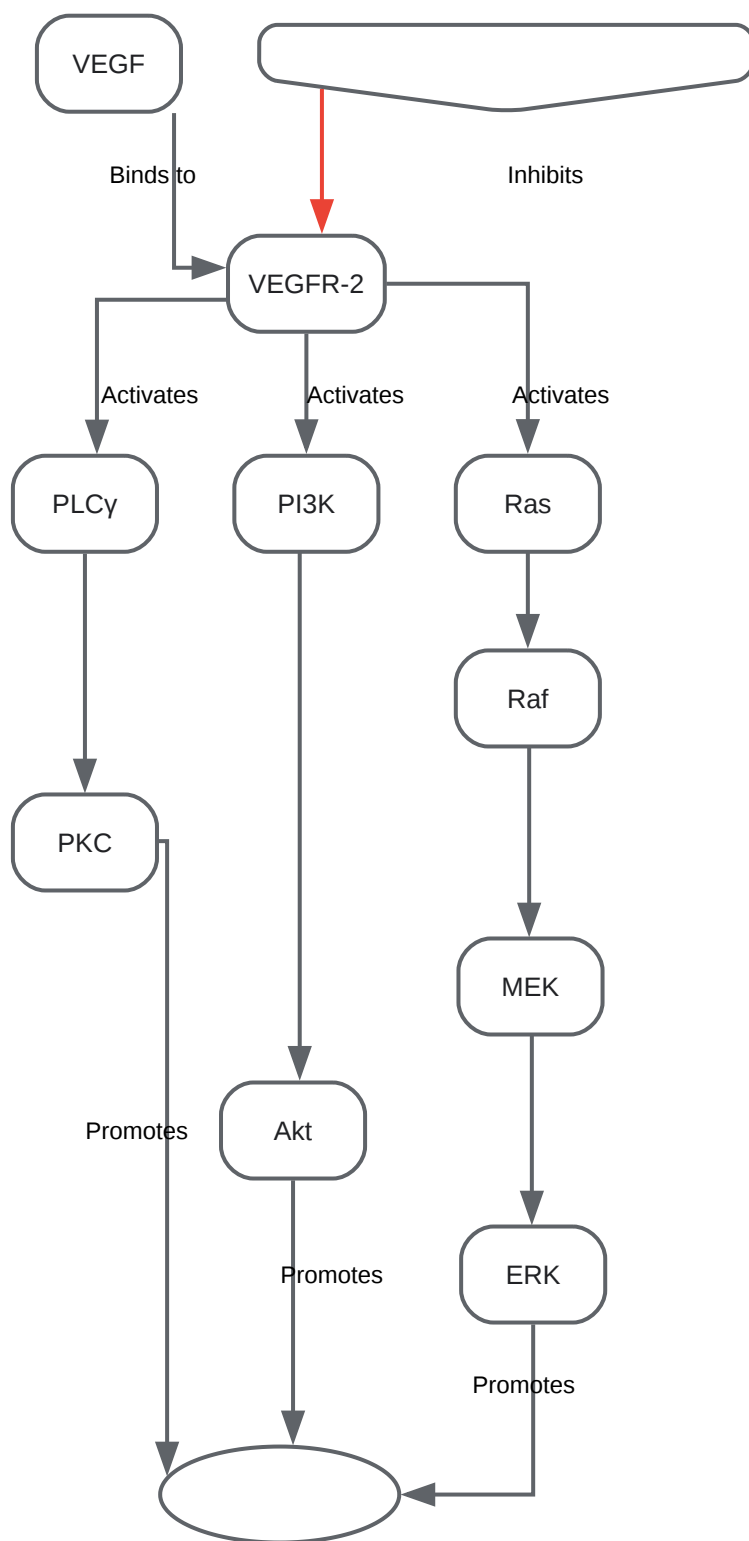 VEGF
Binds to
Inhibits
VEGFR-2
Activates
Activates
Activates
PLCγ
PI3K
Ras
Raf
PKC
MEK
Akt
Promotes
Promotes
ERK
Promotes